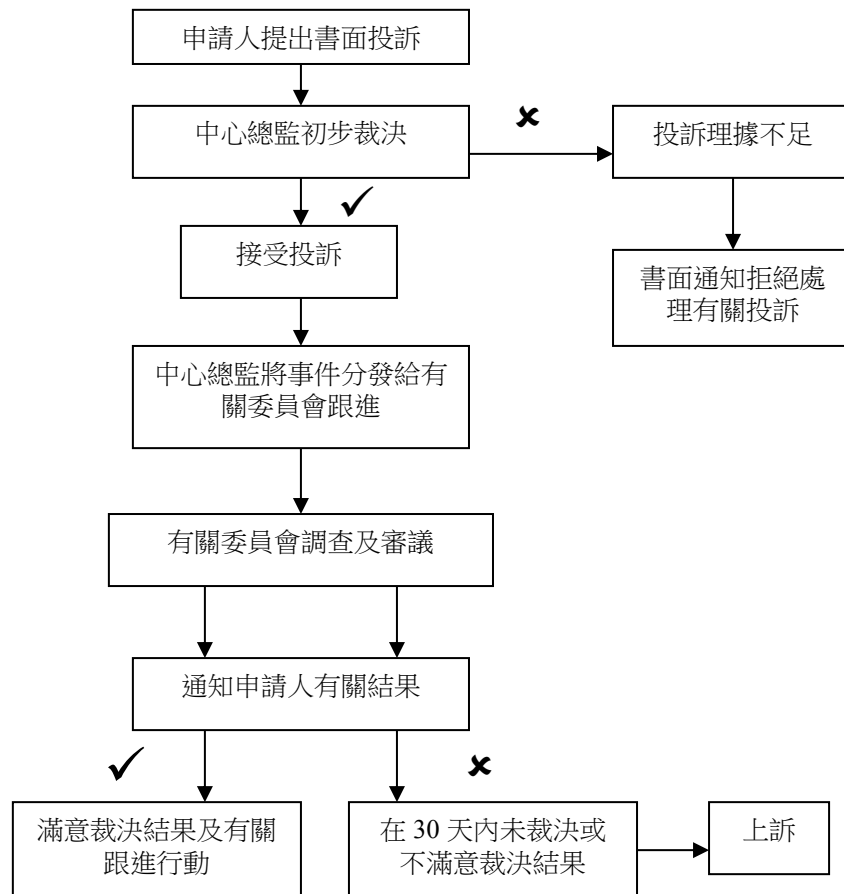 申請人提出書面投訴
中心總監初步裁決
✘
投訴理據不足
✓
接受投訴
書面通知拒絕處
理有關投訴
中心總監將事件分發給有
關委員會跟進
有關委員會調查及審議
通知申請人有關結果
✓
✘
滿意裁決結果及有關
跟進行動
在 30 天內未裁決或
不滿意裁決結果
上訴